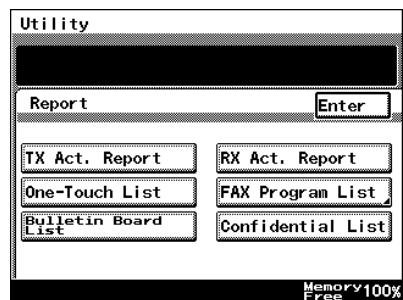 Utility
Report
Enter
TX Act. Report
RX Act. Report
One-Touch List
FAX Program List
Bulletin Board
List
Confidential List
Memory
Free 100%